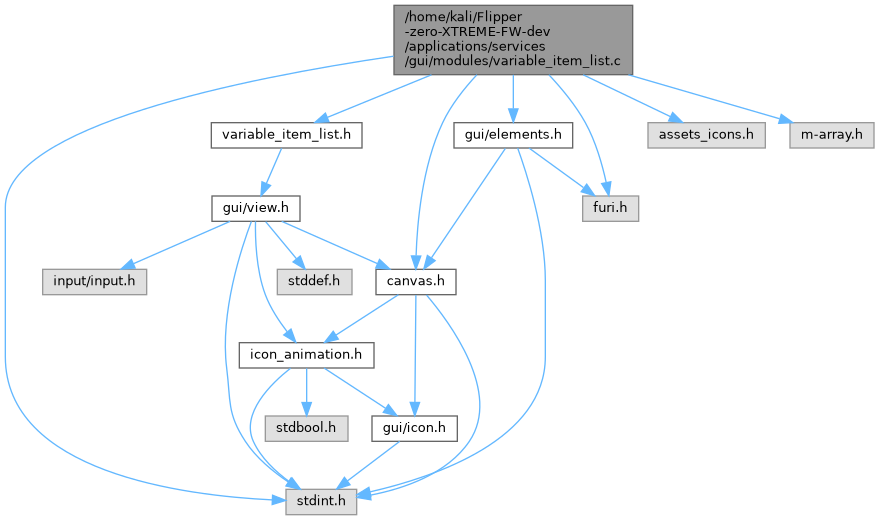 /home/kali/Flipper
-zero-XTREME-FW-dev
/applications/services
/gui/modules/variable_item_list.c
variable_item_list.h
gui/elements.h
assets_icons.h
m-array.h
gui/view.h
furi.h
input/input.h
stddef.h
canvas.h
icon_animation.h
stdbool.h
gui/icon.h
stdint.h